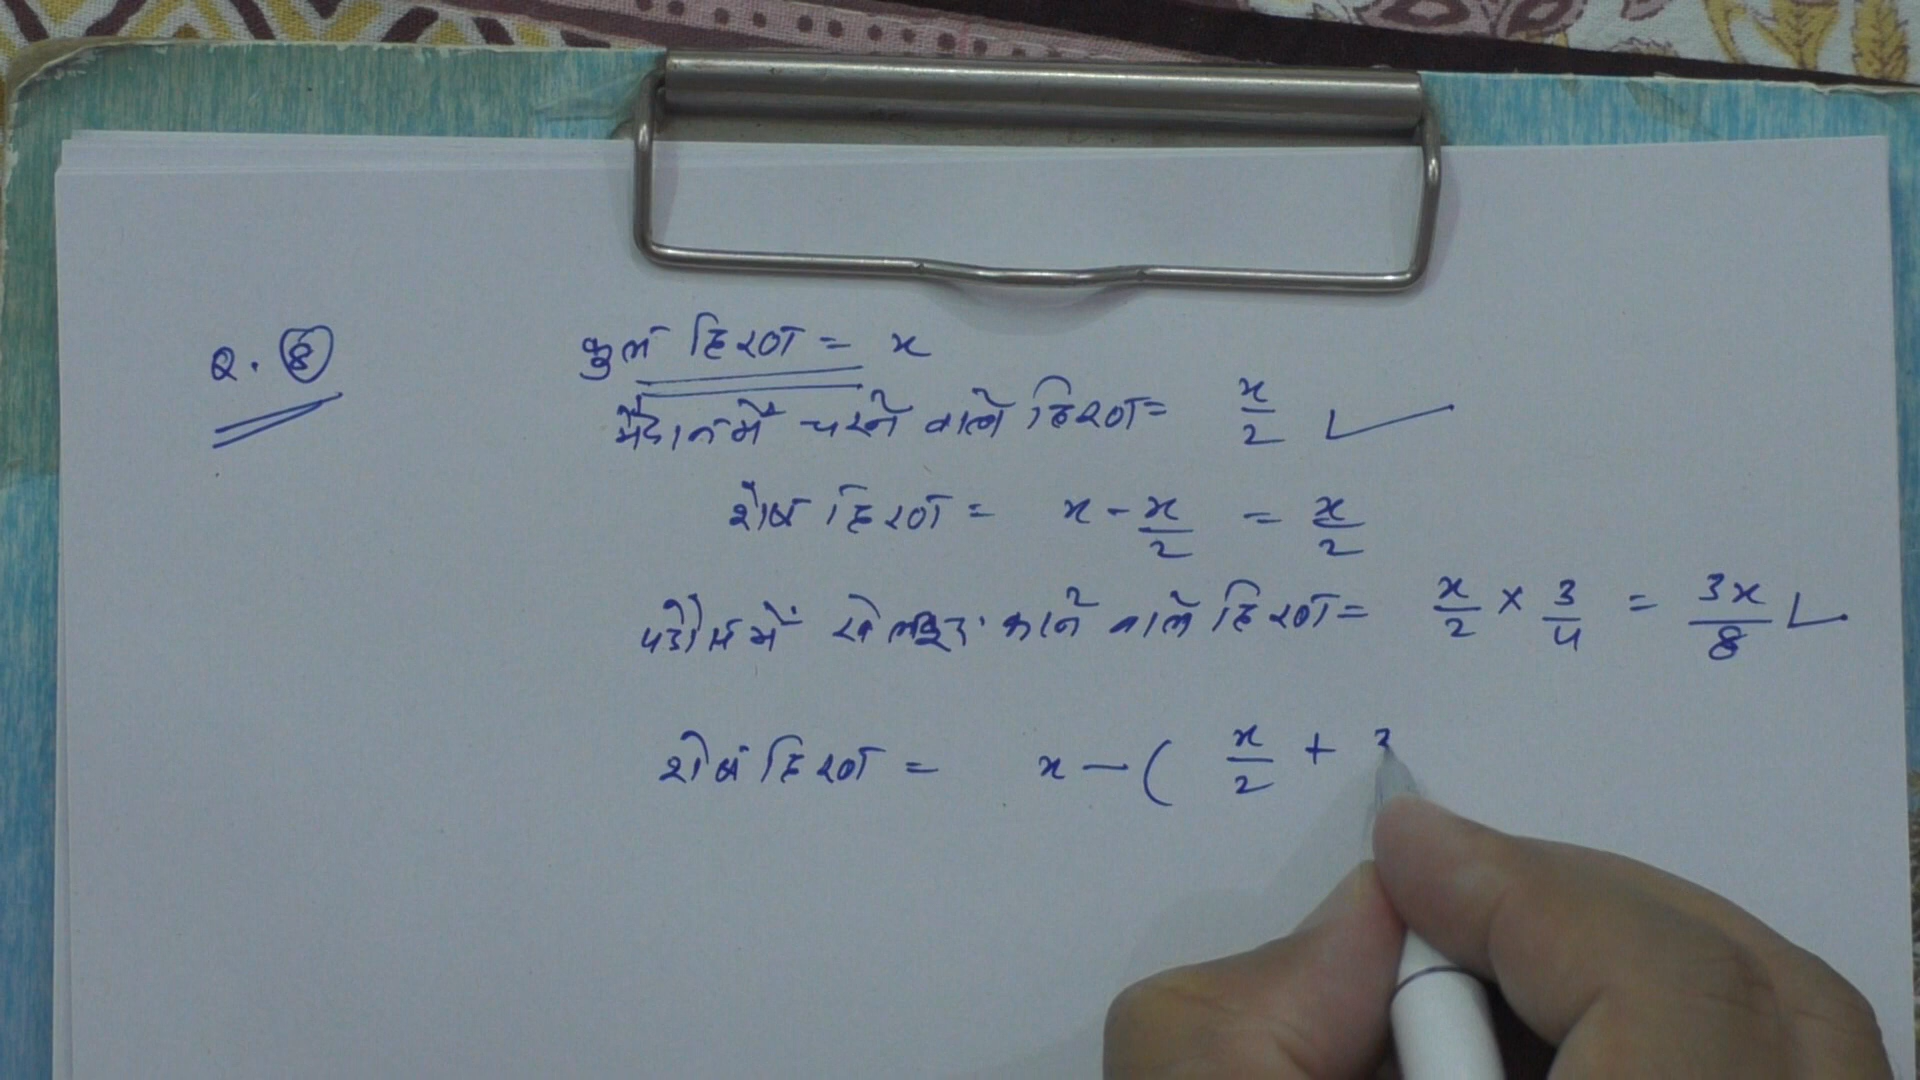 Q. 8
कुल हिरण = x
मैदान में चरने वाले हिरण = x/2 ✓
शेष हिरण = x - x/2 = x/2
पड़ोस में खेलकूद करने वाले हिरण = x/2 × 3/4 = 3x/8 ✓
शेष हिरण = x - ( x/2 + 3